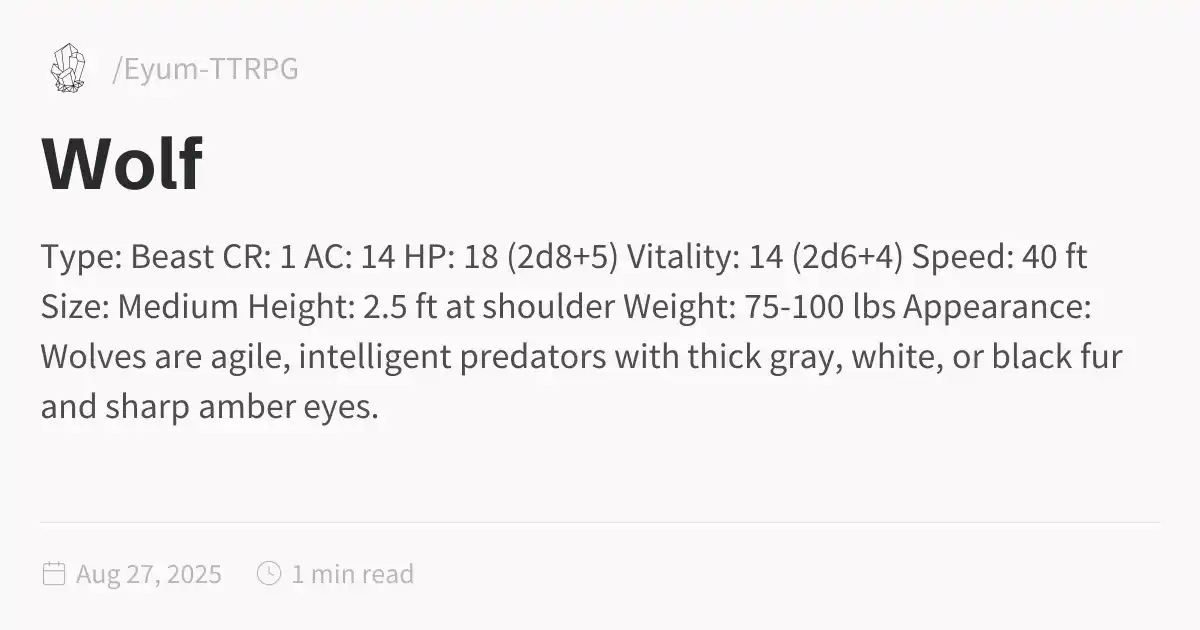 /Eyum-TTRPG
Wolf
Type: Beast CR: 1 AC: 14 HP: 18 (2d8+5) Vitality: 14 (2d6+4) Speed: 40 ft
Size: Medium Height: 2.5 ft at shoulder Weight: 75-100 lbs Appearance:
Wolves are agile, intelligent predators with thick gray, white, or black fur
and sharp amber eyes.
Aug 27, 2025 1 min read